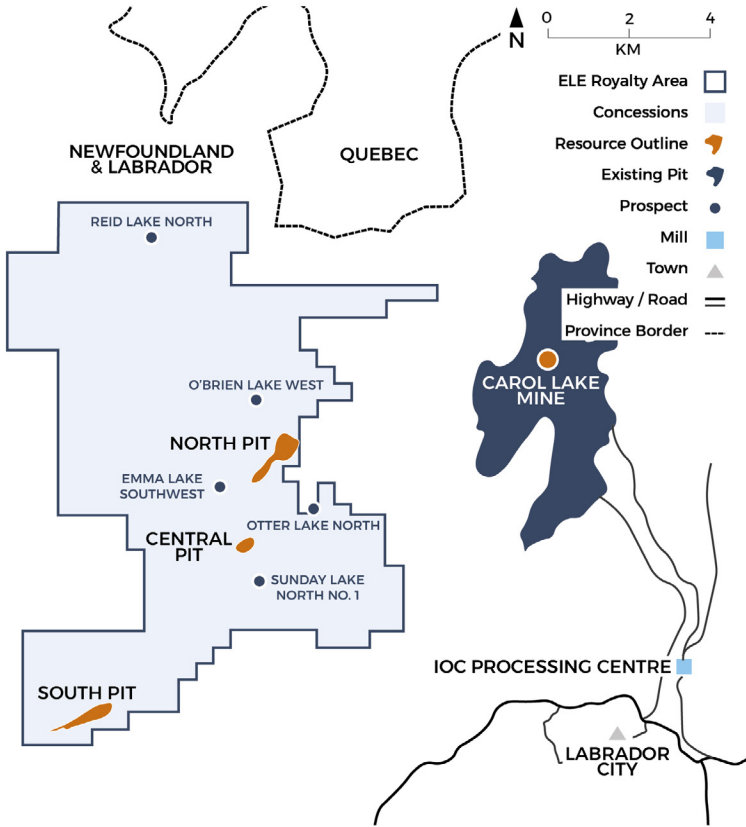 0 2 4
KM
N
ELE Royalty Area
Concessions
Resource Outline
Existing Pit
Prospect
Mill
Town
Highway / Road
Province Border
NEWFOUNDLAND
& LABRADOR
QUEBEC
REID LAKE NORTH
O'BRIEN LAKE WEST
NORTH PIT
EMMA LAKE
SOUTHWEST
OTTER LAKE NORTH
CENTRAL
PIT
SUNDAY LAKE
NORTH NO. 1
SOUTH PIT
CAROL LAKE
MINE
IOC PROCESSING CENTRE
LABRADOR
CITY